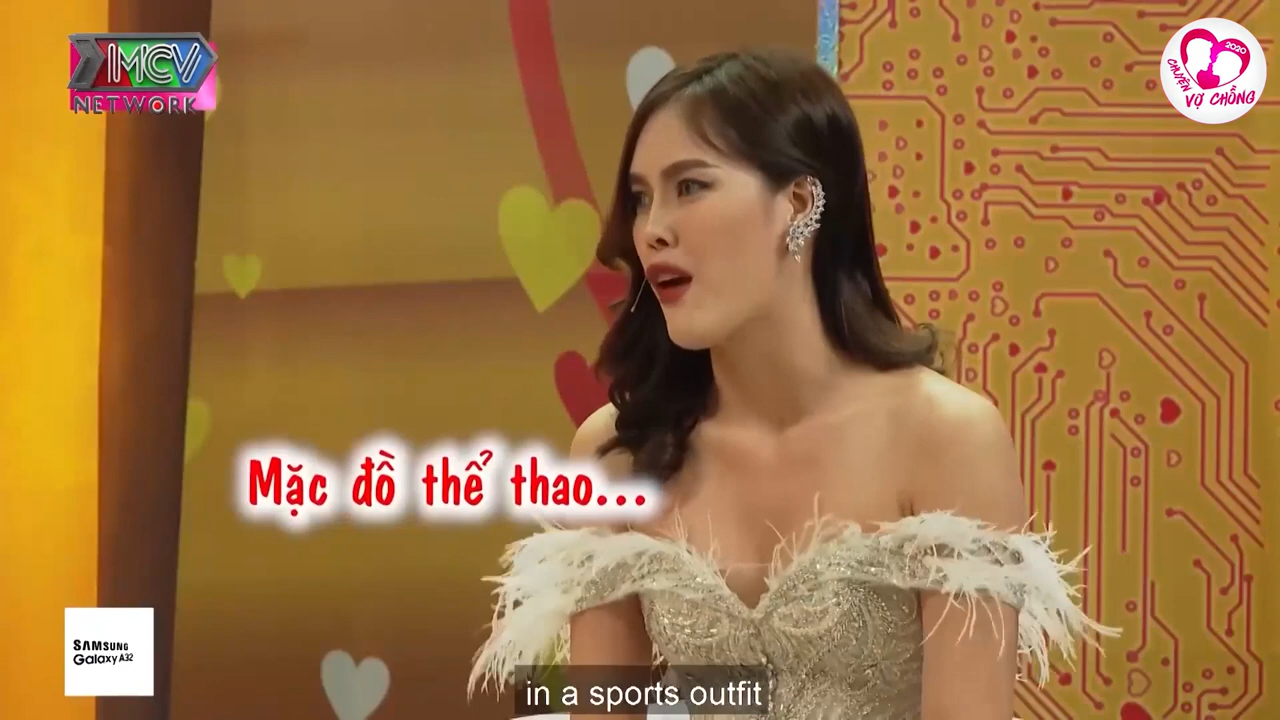 MCV
NETWORK
2020
CHUYỆN
VỢ CHỒNG
Mặc đồ thể thao...
SAMSUNG
Galaxy A32
in a sports outfit